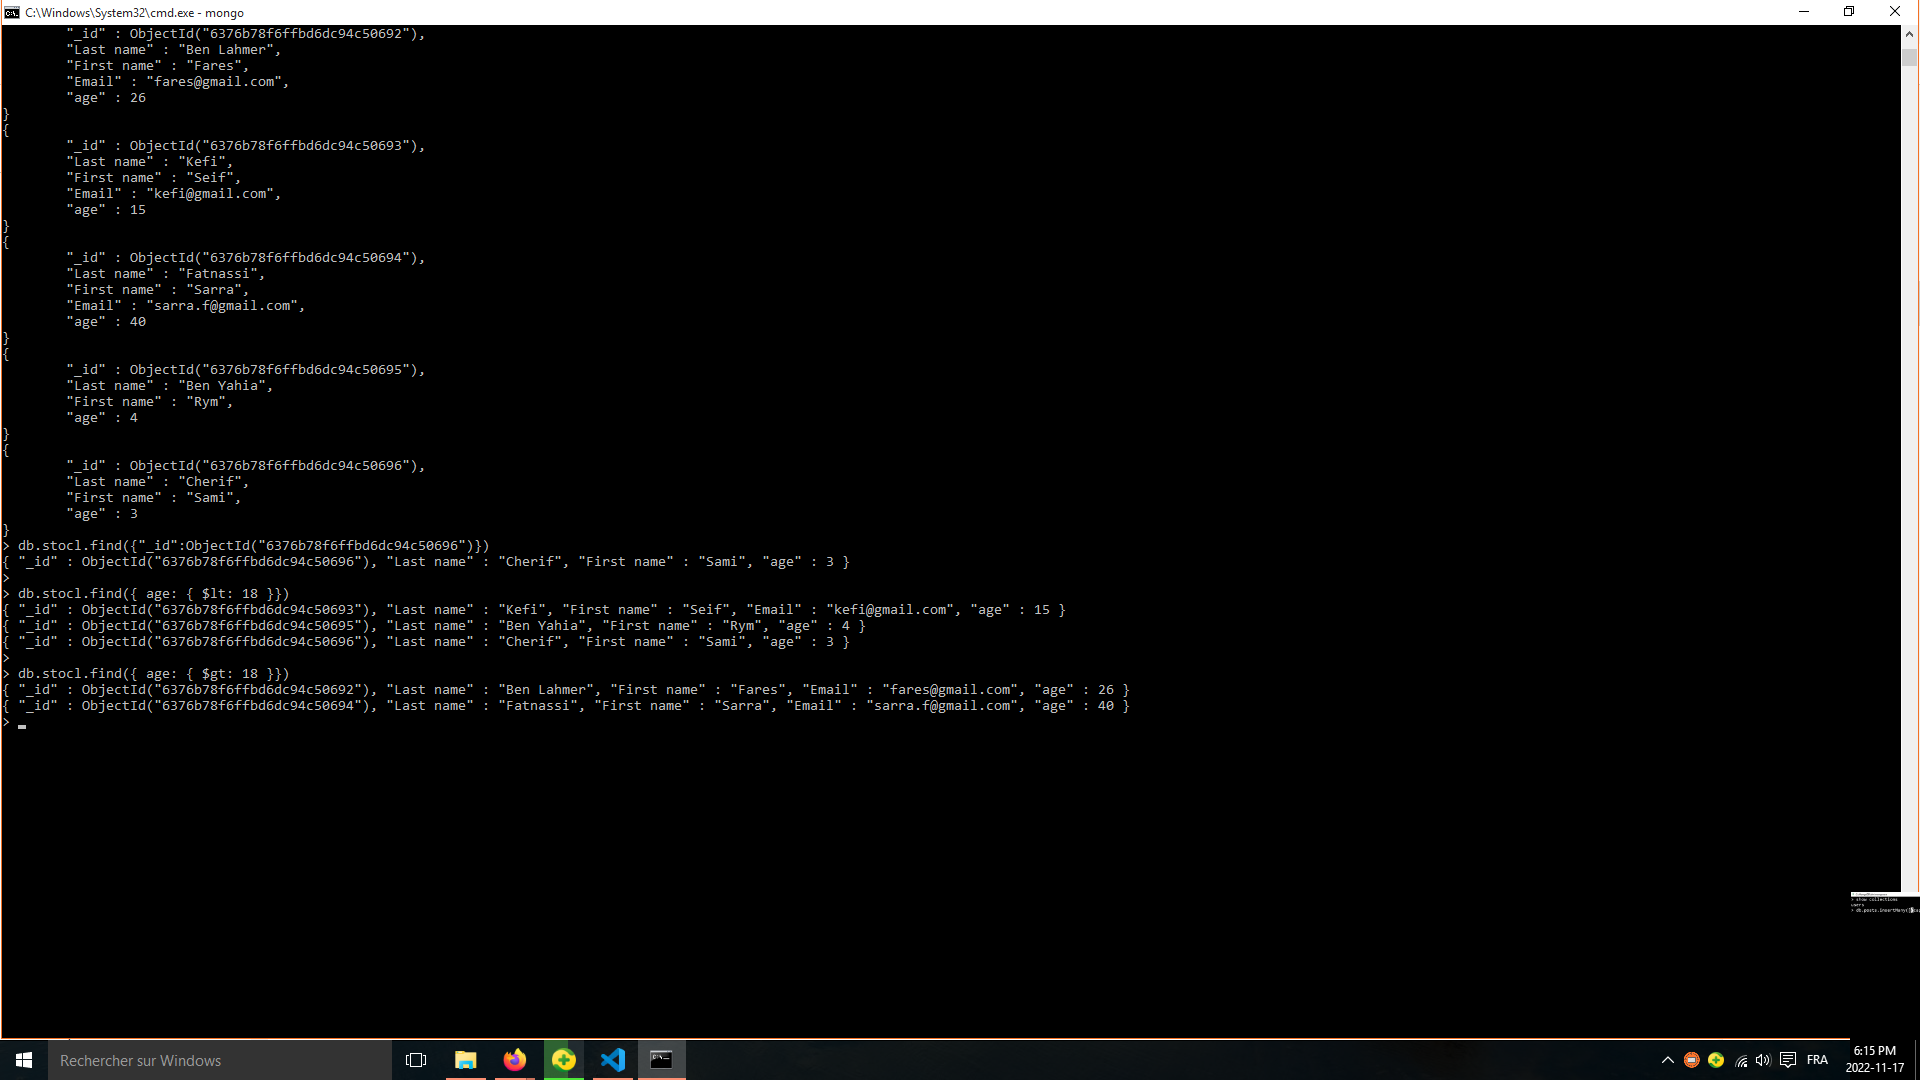 C:\Windows\System32\cmd.exe - mongo
"_id" : ObjectId("6376b78f6ffbd6dc94c50692"),
"Last name" : "Ben Lahmer",
"First name" : "Fares",
"Email" : "fares@gmail.com",
"age" : 26
}
{
"_id" : ObjectId("6376b78f6ffbd6dc94c50693"),
"Last name" : "Kefi",
"First name" : "Seif",
"Email" : "kefi@gmail.com",
"age" : 15
}
{
"_id" : ObjectId("6376b78f6ffbd6dc94c50694"),
"Last name" : "Fatnassi",
"First name" : "Sarra",
"Email" : "sarra.f@gmail.com",
"age" : 40
}
{
"_id" : ObjectId("6376b78f6ffbd6dc94c50695"),
"Last name" : "Ben Yahia",
"First name" : "Rym",
"age" : 4
}
{
"_id" : ObjectId("6376b78f6ffbd6dc94c50696"),
"Last name" : "Cherif",
"First name" : "Sami",
"age" : 3
}
> db.stocl.find({"_id":ObjectId("6376b78f6ffbd6dc94c50696")})
{ "_id" : ObjectId("6376b78f6ffbd6dc94c50696"), "Last name" : "Cherif", "First name" : "Sami", "age" : 3 }
>
> db.stocl.find({ age: { $lt: 18 }})
{ "_id" : ObjectId("6376b78f6ffbd6dc94c50693"), "Last name" : "Kefi", "First name" : "Seif", "Email" : "kefi@gmail.com", "age" : 15 }
{ "_id" : ObjectId("6376b78f6ffbd6dc94c50695"), "Last name" : "Ben Yahia", "First name" : "Rym", "age" : 4 }
{ "_id" : ObjectId("6376b78f6ffbd6dc94c50696"), "Last name" : "Cherif", "First name" : "Sami", "age" : 3 }
>
> db.stocl.find({ age: { $gt: 18 }})
{ "_id" : ObjectId("6376b78f6ffbd6dc94c50692"), "Last name" : "Ben Lahmer", "First name" : "Fares", "Email" : "fares@gmail.com", "age" : 26 }
{ "_id" : ObjectId("6376b78f6ffbd6dc94c50694"), "Last name" : "Fatnassi", "First name" : "Sarra", "Email" : "sarra.f@gmail.com", "age" : 40 }
>
> show collections
users
> db.posts.insertMany(
Rechercher sur Windows
FRA
6:15 PM
2022-11-17